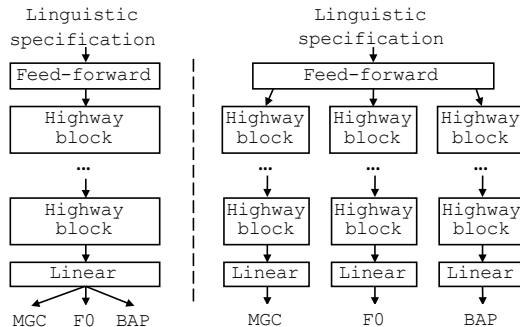 Linguistic
specification
Feed-forward
Highway
block
...
Highway
block
Linear
MGC F0 BAP
Linguistic
specification
Feed-forward
Highway Highway Highway
block block block
... ... ...
Highway Highway Highway
block block block
Linear Linear Linear
MGC F0 BAP